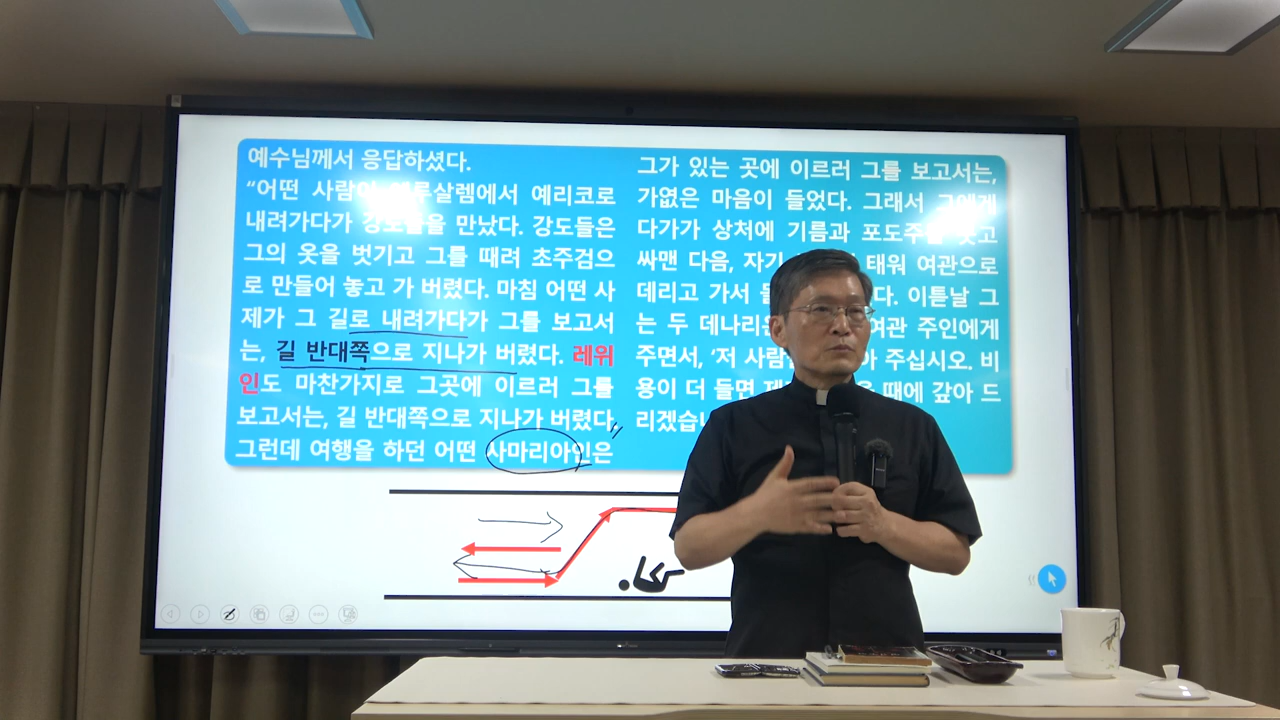 예수님께서 응답하셨다.
“어떤 사람이 예루살렘에서 예리코로
내려가다가 강도들을 만났다. 강도들은
그의 옷을 벗기고 그를 때려 초주검으
로 만들어 놓고 가 버렸다. 마침 어떤 사
제가 그 길로 내려가다가 그를 보고서
는, 길 반대쪽으로 지나가 버렸다. 레위
인도 마찬가지로 그곳에 이르러 그를
보고서는, 길 반대쪽으로 지나가 버렸다.
그런데 여행을 하던 어떤 사마리아인은
그가 있는 곳에 이르러 그를 보고서는,
가엾은 마음이 들었다. 그래서 그에게
다가가 상처에 기름과 포도주를 붓고
싸맨 다음, 자기 태워 여관으로
데리고 가서 이튿날 그
는 두 데나리온 여관 주인에게
주면서, ‘저 사람 주십시오. 비
용이 더 들면 때에 갚아 드